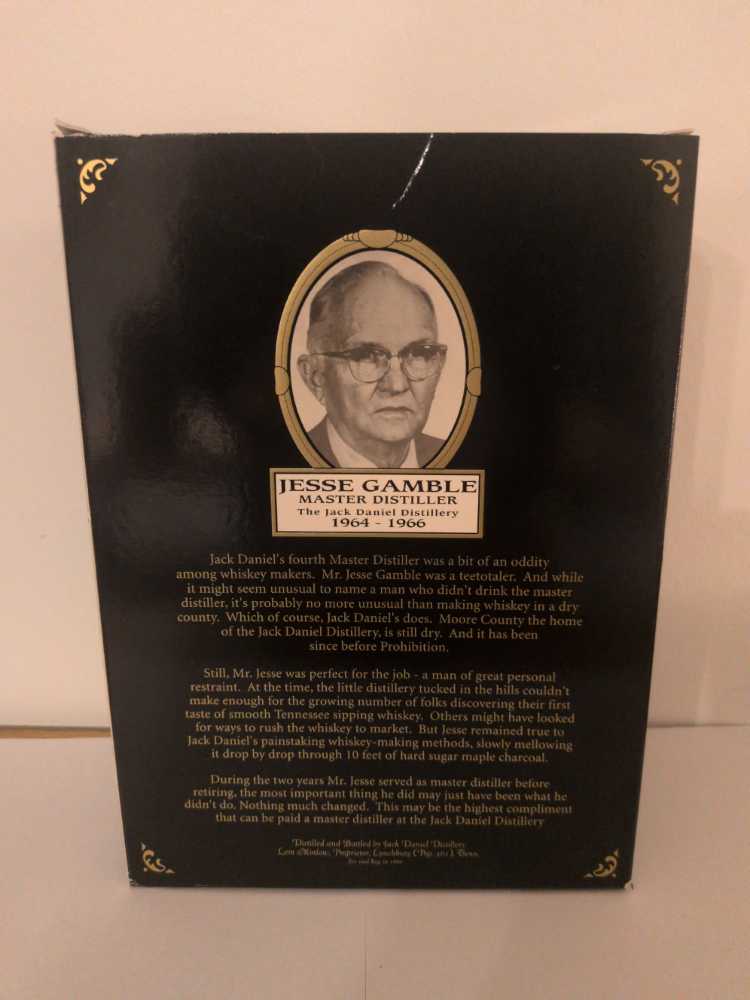 JESSE GAMBLE
MASTER DISTILLER
The Jack Daniel Distillery
1964 - 1966
Jack Daniel's fourth Master Distiller was a bit of an oddity
among whiskey makers. Mr. Jesse Gamble was a teetotaler. And while
it might seem unusual to name a man who didn't drink the master
distiller, it's probably no more unusual than making whiskey in a dry
county. Which of course, Jack Daniel's does. Moore County the home
of the Jack Daniel Distillery, is still dry. And it has been
since before Prohibition.
Still, Mr. Jesse was perfect for the job - a man of great personal
restraint. At the time, the little distillery tucked in the hills couldn't
make enough for the growing number of folks discovering their first
taste of smooth Tennessee sipping whiskey. Others might have looked
for ways to rush the whiskey to market. But Jesse remained true to
Jack Daniel's painstaking whiskey-making methods, slowly mellowing
it drop by drop through 10 feet of hard sugar maple charcoal.
During the two years Mr. Jesse served as master distiller before
retiring, the most important thing he did may just have been what he
didn't do. Nothing much changed. This may be the highest compliment
that can be paid a master distiller at the Jack Daniel Distillery
Distilled and Bottled by Jack Daniel Distillery
Lem Motlow, Proprietor, Lynchburg (Pop. 361), Tenn.